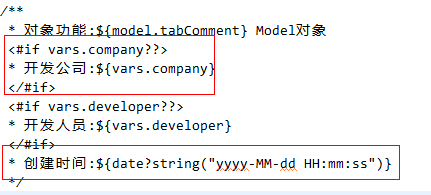 /**
* 对象功能:${model.tabComment} Model对象
<#if vars.company??>
* 开发公司:${vars.company}
</#if>
<#if vars.developer??>
* 开发人员:${vars.developer}
</#if>
* 创建时间:${date?string("yyyy-MM-dd HH:mm:ss")}
*/